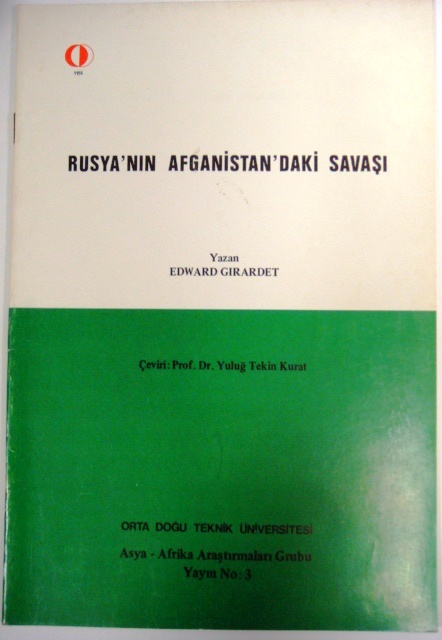 RUSYA'NIN AFGANİSTAN'DAKİ SAVAŞI
Yazan
EDWARD GIRARDET
Çeviri: Prof. Dr. Yuluğ Tekin Kurat
ORTA DOĞU TEKNİK ÜNİVERSİTESİ
Asya - Afrika Araştırmaları Grubu
Yayın No: 3